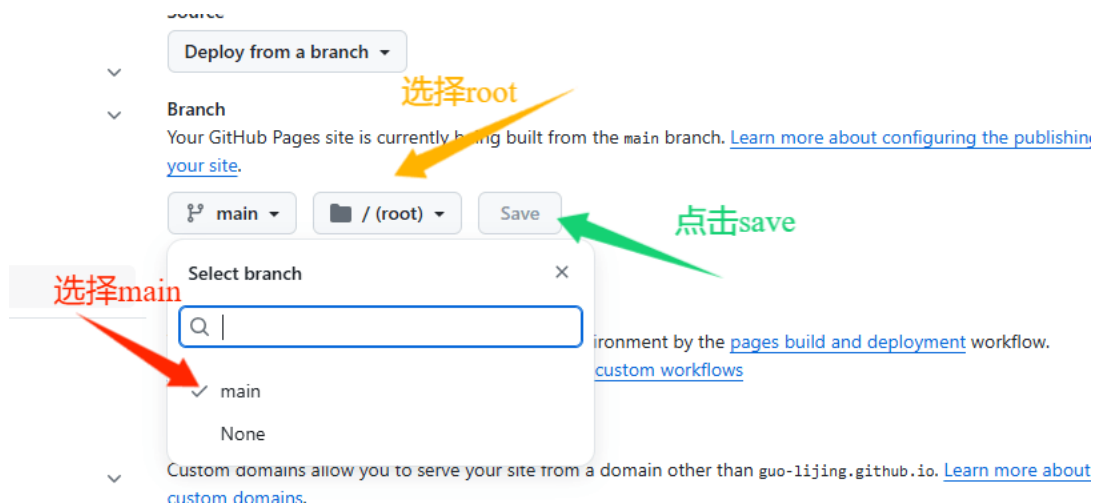 Source
Deploy from a branch
选择root
Branch
Your GitHub Pages site is currently being built from the main branch. Learn more about configuring the publishing
your site.
main
/ (root)
Save
点击save
Select branch
选择main
ironment by the pages build and deployment workflow.
custom workflows
main
None
Custom domains allow you to serve your site from a domain other than guo-lijing.github.io. Learn more about
custom domains.